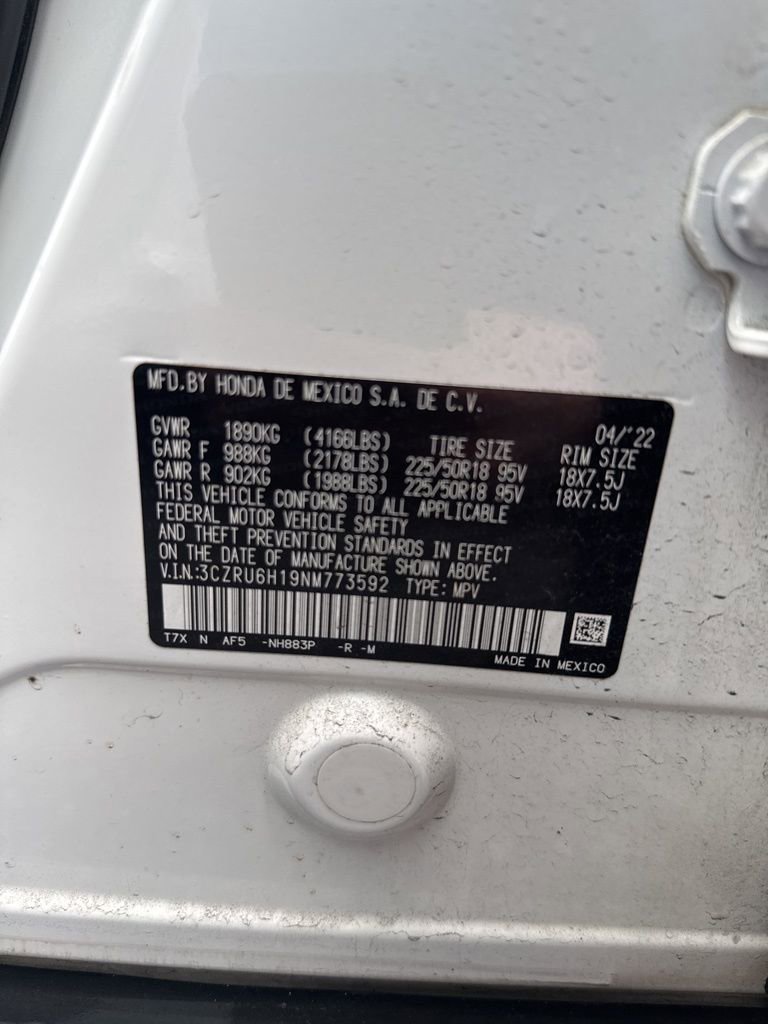 MFD.BY HONDA DE MEXICO S.A. DE C.V.
04/'22
GVWR 1890KG (4166LBS) TIRE SIZE RIM SIZE
GAWR F 988KG (2178LBS) 225/50R18 95V 18X7.5J
GAWR R 902KG (1988LBS) 225/50R18 95V 18X7.5J
THIS VEHICLE CONFORMS TO ALL APPLICABLE
FEDERAL MOTOR VEHICLE SAFETY
AND THEFT PREVENTION STANDARDS IN EFFECT
ON THE DATE OF MANUFACTURE SHOWN ABOVE.
V.I.N.:3CZRU6H19NM773592 TYPE: MPV
T7X N AF5 -NH883P -R -M
MADE IN MEXICO